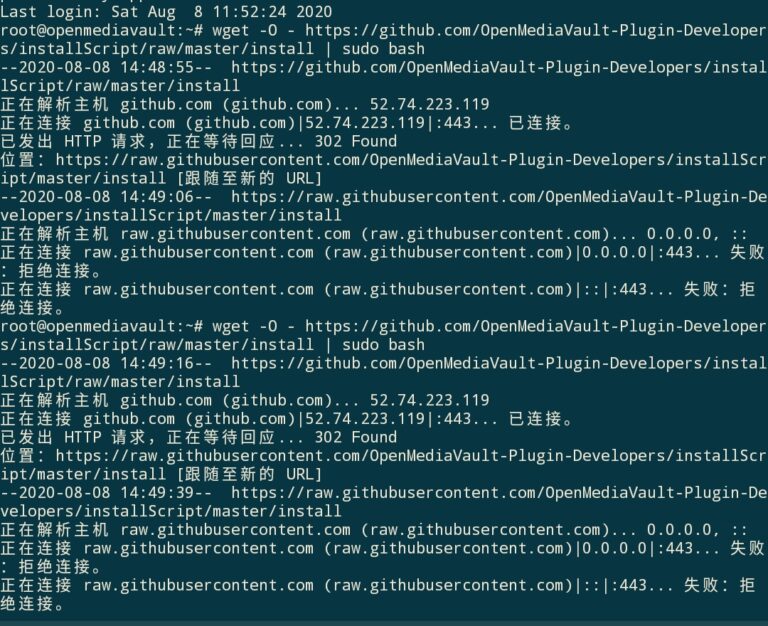 Last login: Sat Aug  8 11:52:24 2020
root@openmediavault:~# wget -O - https://github.com/OpenMediaVault-Plugin-Developer
s/installScript/raw/master/install | sudo bash
--2020-08-08 14:48:55--  https://github.com/OpenMediaVault-Plugin-Developers/instal
lScript/raw/master/install
正在解析主机 github.com (github.com)... 52.74.223.119
正在连接 github.com (github.com)|52.74.223.119|:443... 已连接。
已发出 HTTP 请求，正在等待回应... 302 Found
位置：https://raw.githubusercontent.com/OpenMediaVault-Plugin-Developers/installScr
ipt/master/install [跟随至新的 URL]
--2020-08-08 14:49:06--  https://raw.githubusercontent.com/OpenMediaVault-Plugin-De
velopers/installScript/master/install
正在解析主机 raw.githubusercontent.com (raw.githubusercontent.com)... 0.0.0.0, ::
正在连接 raw.githubusercontent.com (raw.githubusercontent.com)|0.0.0.0|:443... 失败
：拒绝连接。
正在连接 raw.githubusercontent.com (raw.githubusercontent.com)|::|:443... 失败：拒
绝连接。
root@openmediavault:~# wget -O - https://github.com/OpenMediaVault-Plugin-Developer
s/installScript/raw/master/install | sudo bash
--2020-08-08 14:49:16--  https://github.com/OpenMediaVault-Plugin-Developers/instal
lScript/raw/master/install
正在解析主机 github.com (github.com)... 52.74.223.119
正在连接 github.com (github.com)|52.74.223.119|:443... 已连接。
已发出 HTTP 请求，正在等待回应... 302 Found
位置：https://raw.githubusercontent.com/OpenMediaVault-Plugin-Developers/installScr
ipt/master/install [跟随至新的 URL]
--2020-08-08 14:49:39--  https://raw.githubusercontent.com/OpenMediaVault-Plugin-De
velopers/installScript/master/install
正在解析主机 raw.githubusercontent.com (raw.githubusercontent.com)... 0.0.0.0, ::
正在连接 raw.githubusercontent.com (raw.githubusercontent.com)|0.0.0.0|:443... 失败
：拒绝连接。
正在连接 raw.githubusercontent.com (raw.githubusercontent.com)|::|:443... 失败：拒
绝连接。